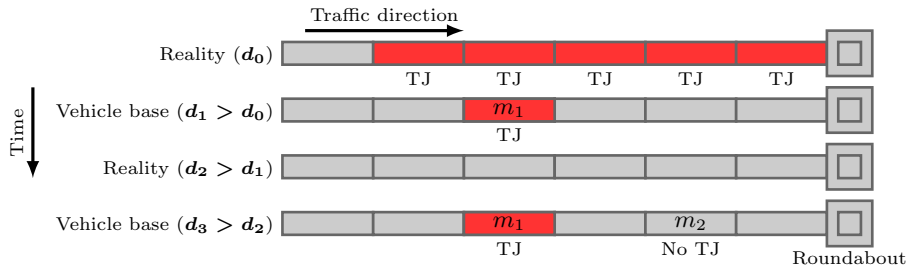 Traffic direction
Reality (d₀)
TJ TJ TJ TJ TJ
Time
Vehicle base (d₁ > d₀) m₁
TJ
Reality (d₂ > d₁)
Vehicle base (d₃ > d₂) m₁ m₂
TJ No TJ
Roundabout